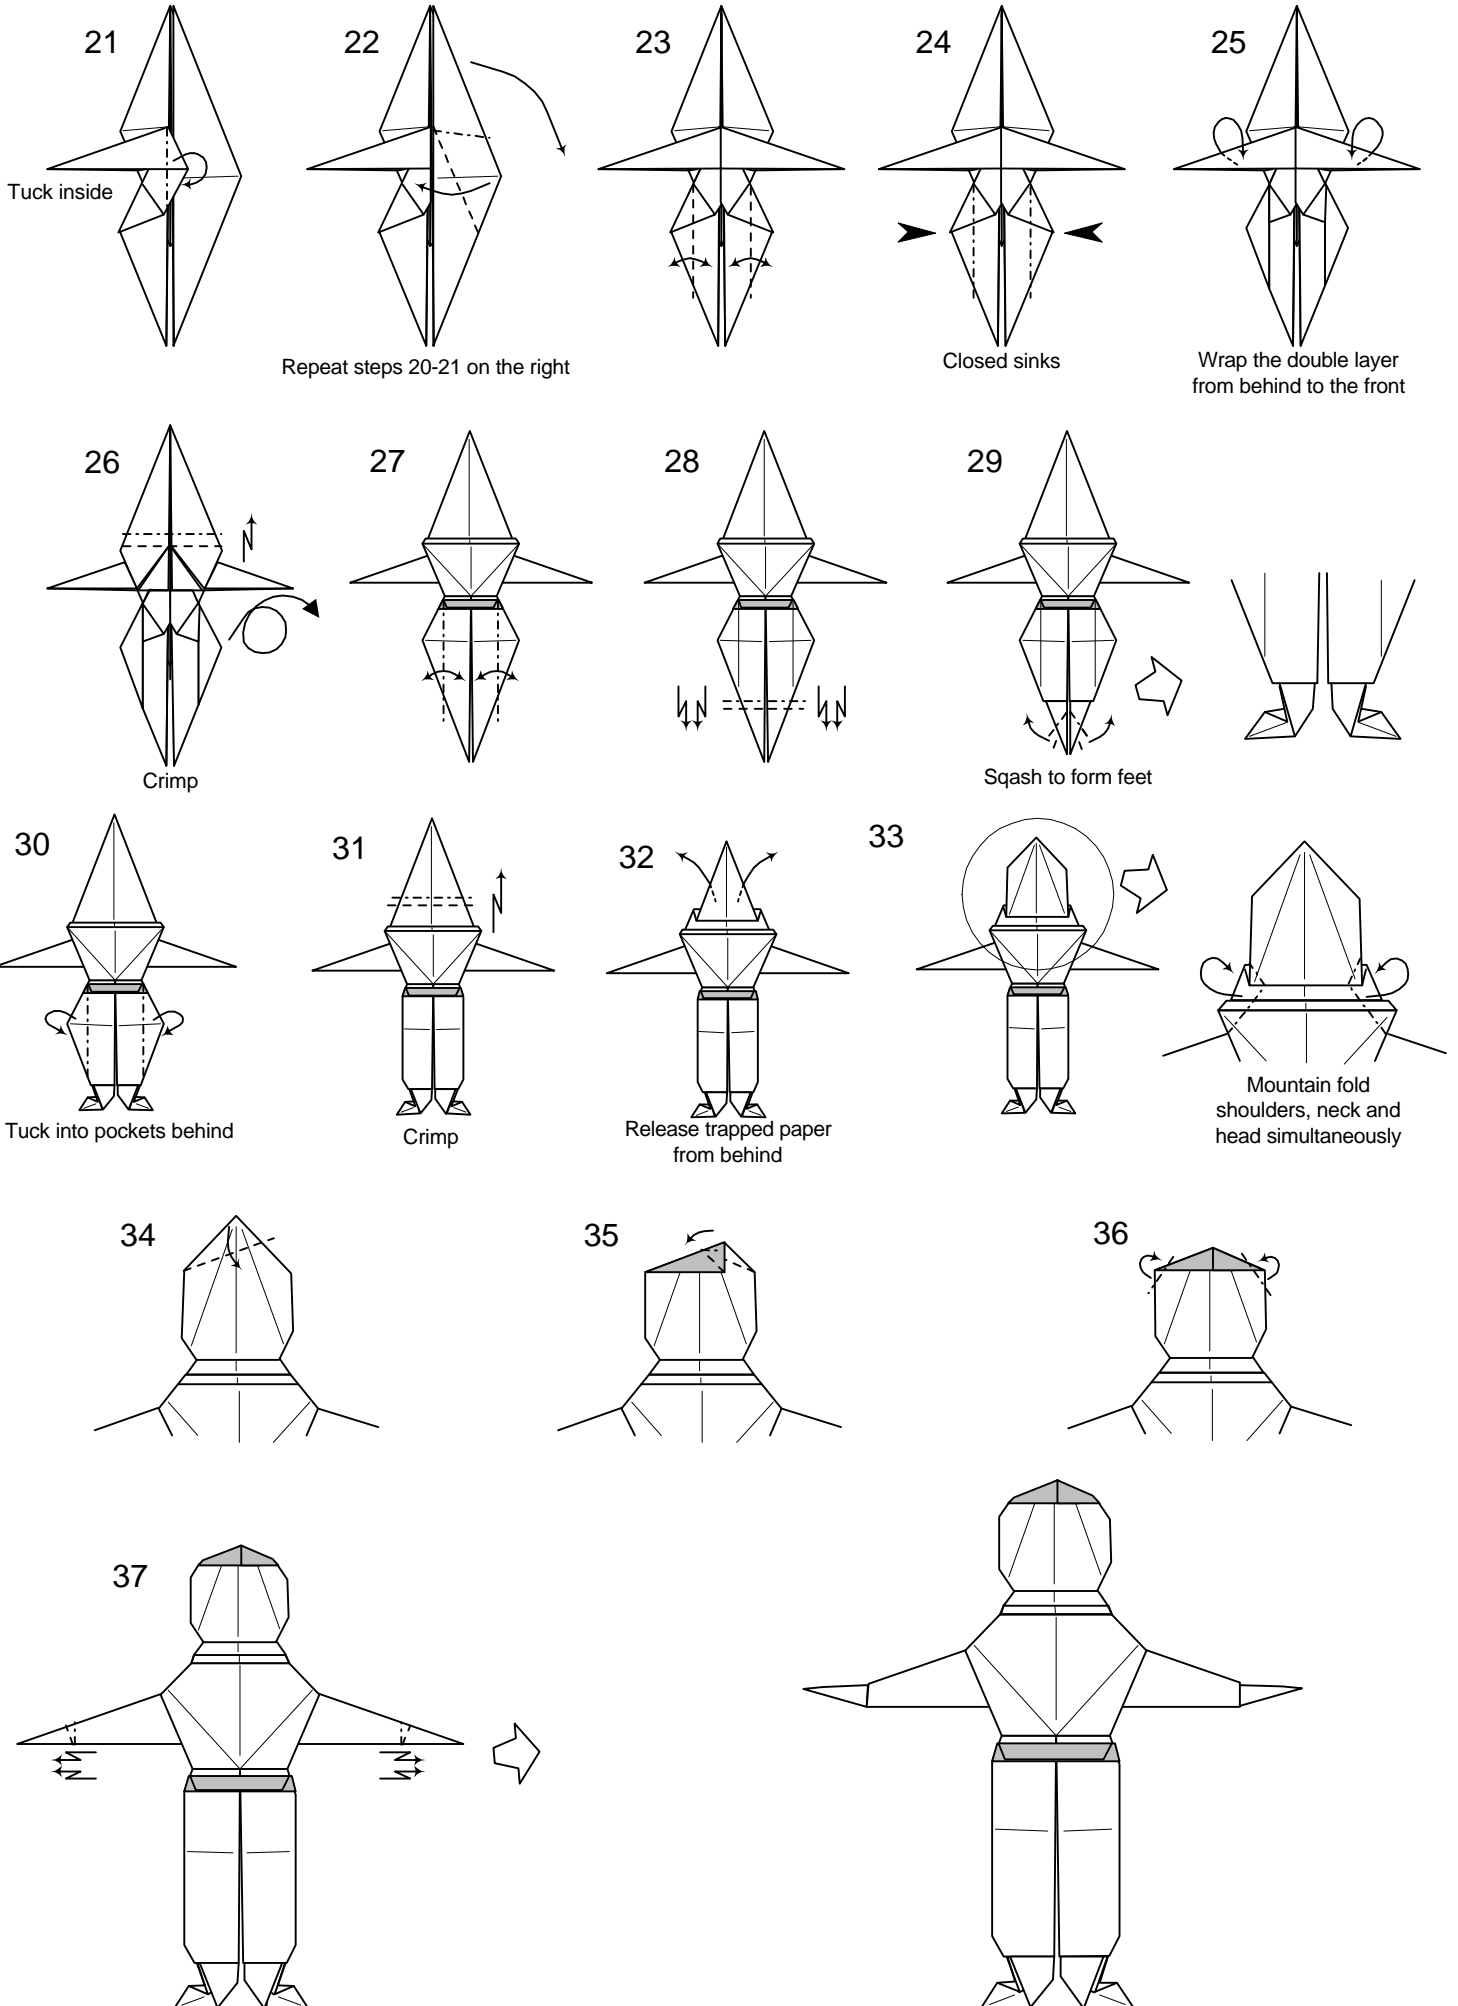 21
22
23
24
25
Tuck inside
Repeat steps 20-21 on the right
Closed sinks
Wrap the double layer
from behind to the front
26
27
28
29
Crimp
Sqash to form feet
30
31
32
33
Tuck into pockets behind
Crimp
Release trapped paper
from behind
Mountain fold
shoulders, neck and
head simultaneously
34
35
36
37